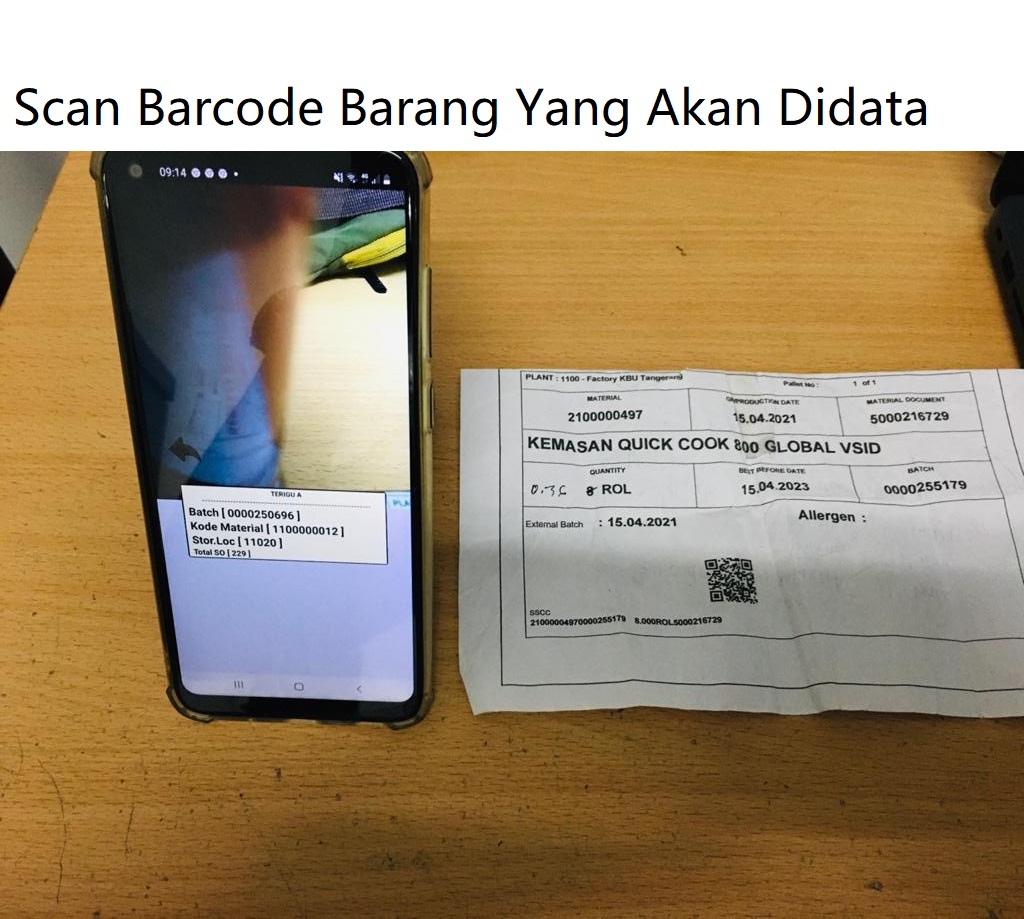 Scan Barcode Barang Yang Akan Didata
09:14
TERIGU A
Batch [ 0000250696 ]
Kode Material [ 1100000012 ]
Stor.Loc [ 11020 ]
Total SO [ 229 ]
PLANT : 1100 - Factory KBU Tangerang
Pallet No : 1 of 1
MATERIAL
2100000497
PRODUCTION DATE
15.04.2021
MATERIAL DOCUMENT
5000216729
KEMASAN QUICK COOK 800 GLOBAL VSID
QUANTITY
8 ROL
BEST BEFORE DATE
15.04.2023
BATCH
0000255179
External Batch : 15.04.2021
Allergen :
SSCC
21000004970000255179 8.000ROL5000216729